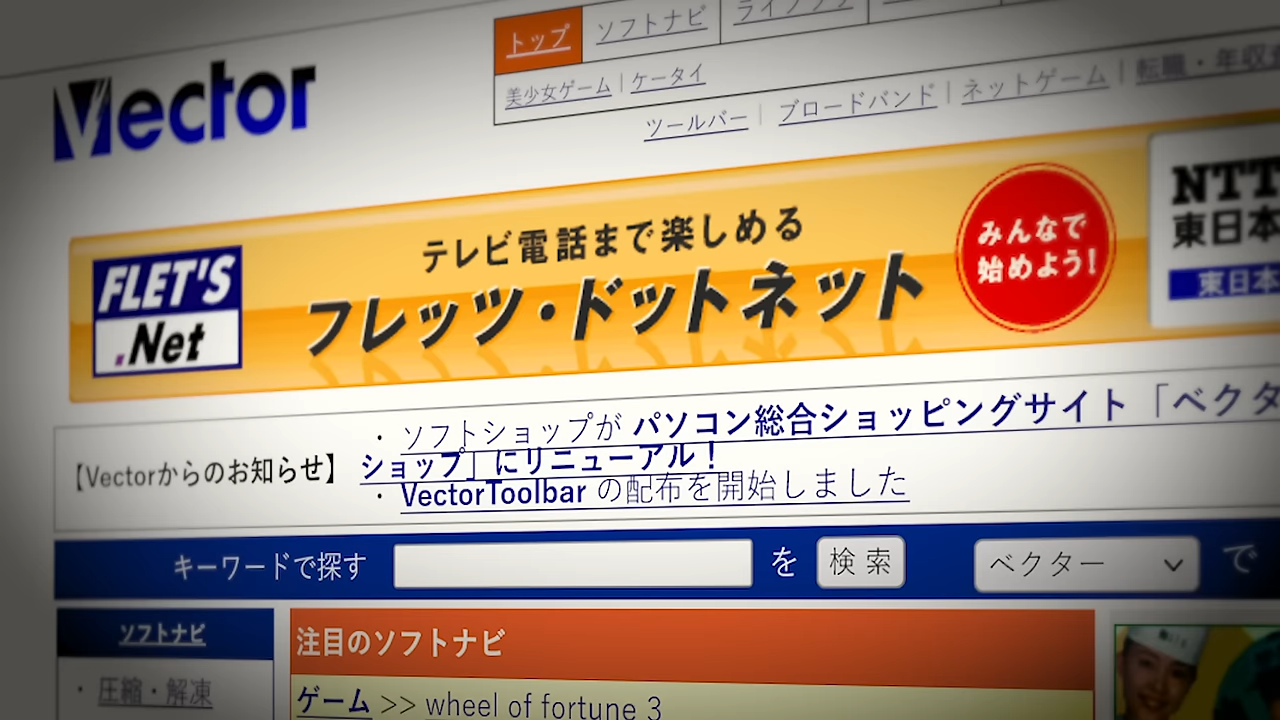 Vector
トップ
ソフトナビ
美少女ゲーム | ケータイ
ツールバー | ブロードバンド | ネットゲーム | 転職・年収
FLET'S
.Net
テレビ電話まで楽しめる
フレッツ・ドットネット
みんなで
始めよう!
NTT
東日本
東日本
・ ソフトショップが パソコン総合ショッピングサイト 「ベクタ
【Vectorからのお知らせ】 ショップ」にリニューアル！
・ VectorToolbar の配布を開始しました
キーワードで探す を 検 索 ベクター で
ソフトナビ
・ 圧縮・解凍
注目のソフトナビ
ゲーム >> wheel of fortune 3